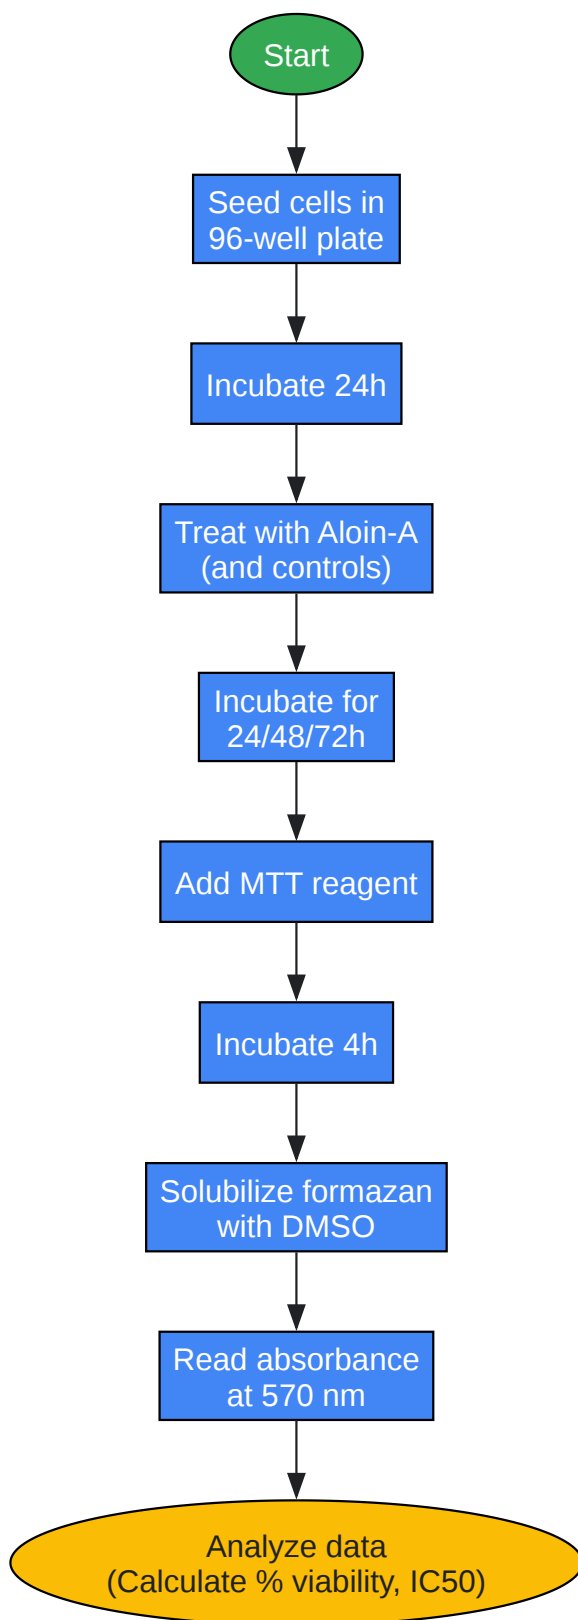 Start
Seed cells in
96-well plate
Incubate 24h
Treat with Aloin-A
(and controls)
Incubate for
24/48/72h
Add MTT reagent
Incubate 4h
Solubilize formazan
with DMSO
Read absorbance
at 570 nm
Analyze data
(Calculate % viability, IC50)